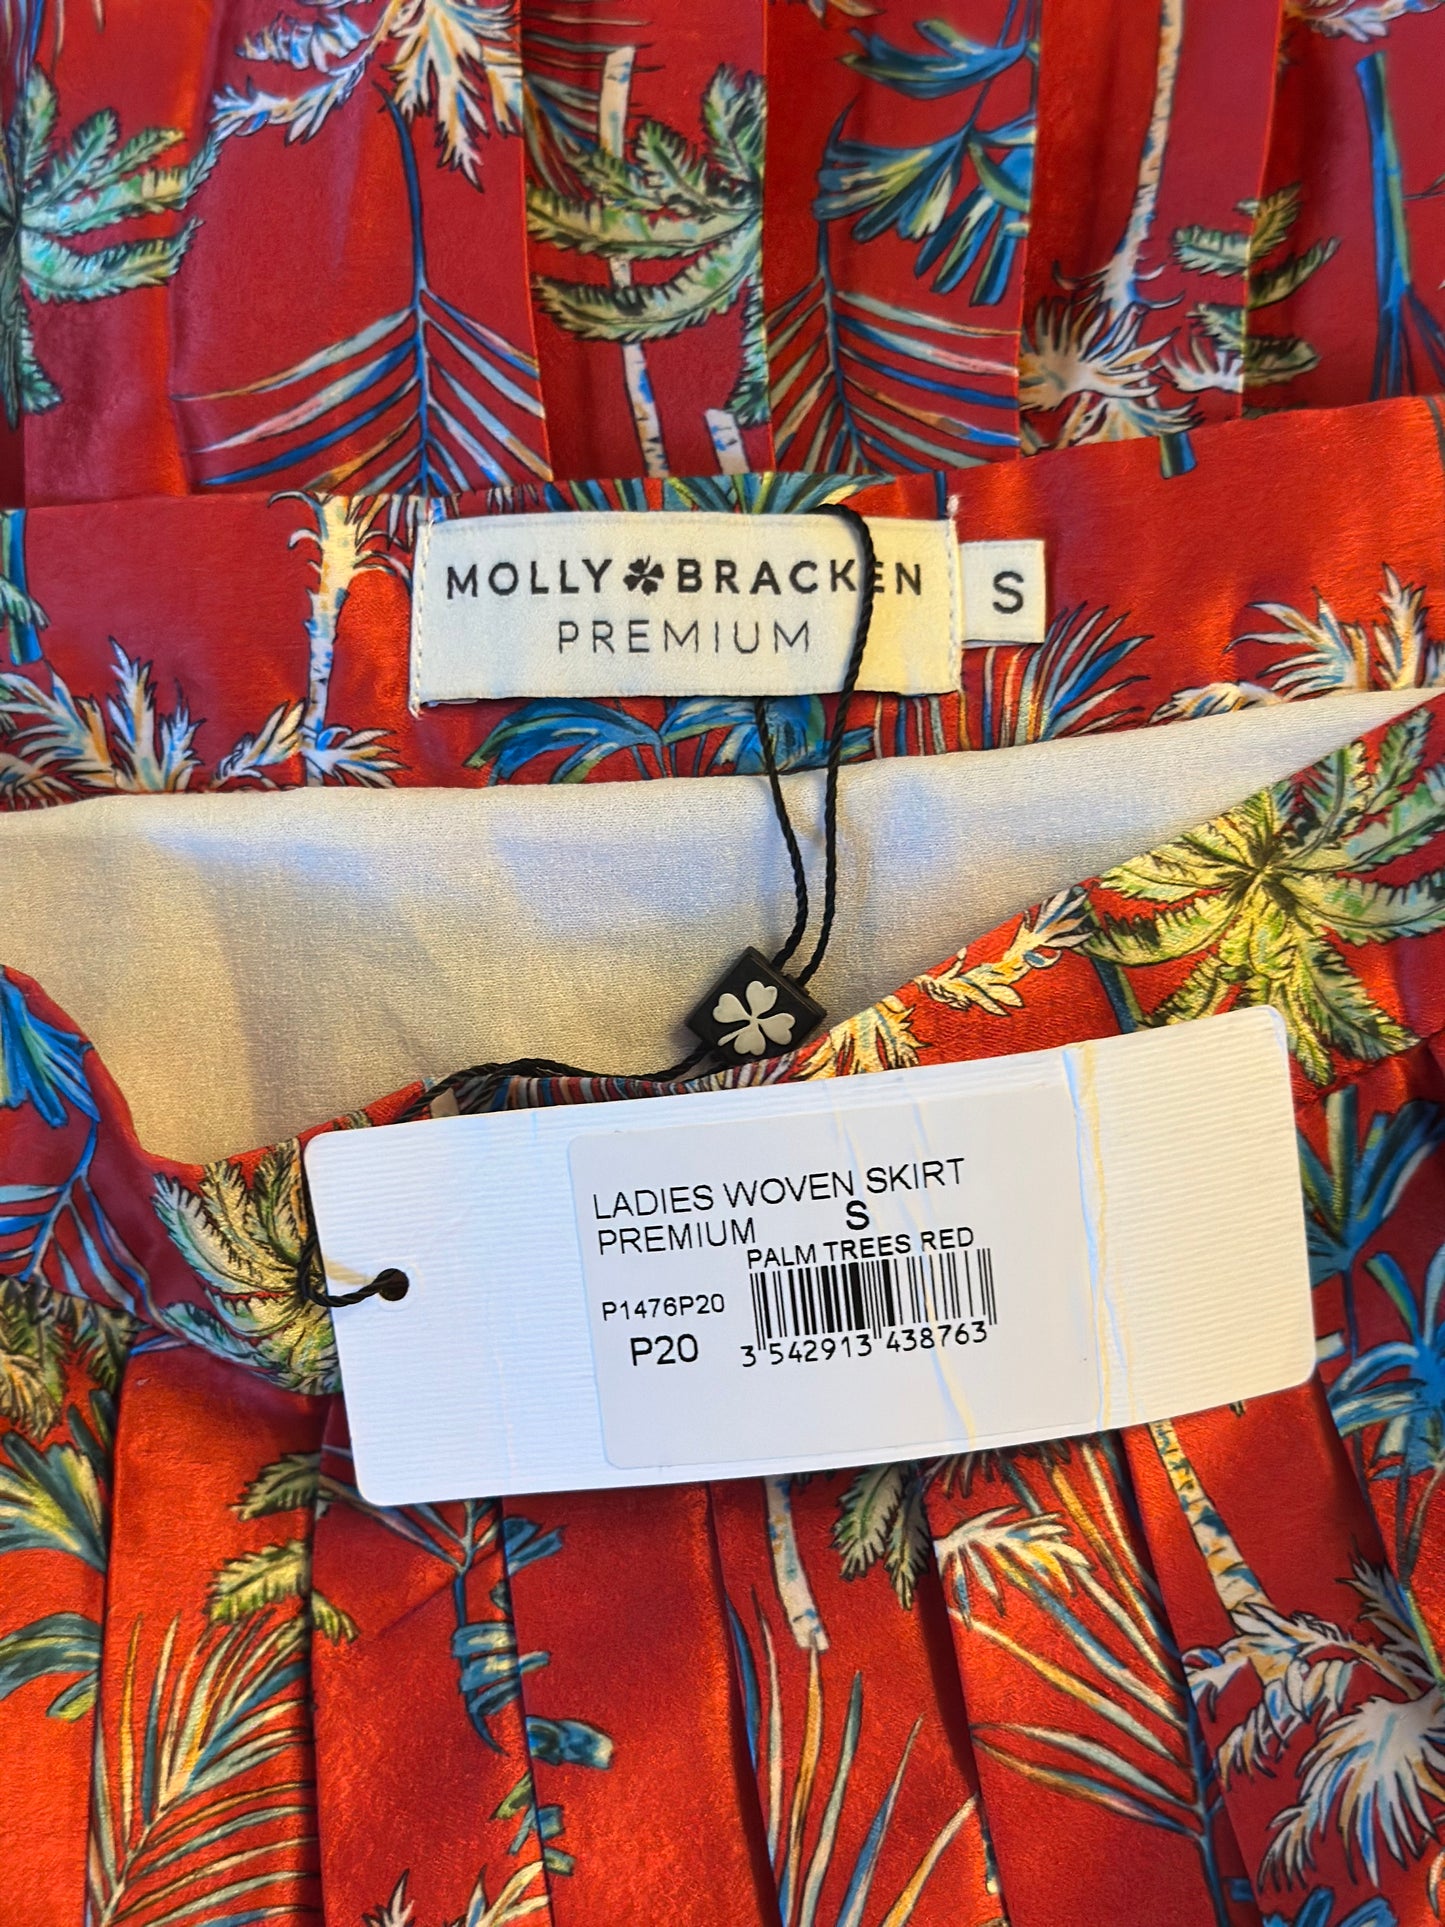 MOLLY BRACKEN
PREMIUM
S
LADIES WOVEN SKIRT
PREMIUM
S
PALM TREES RED
P1476P20
P20
3 542913 438763